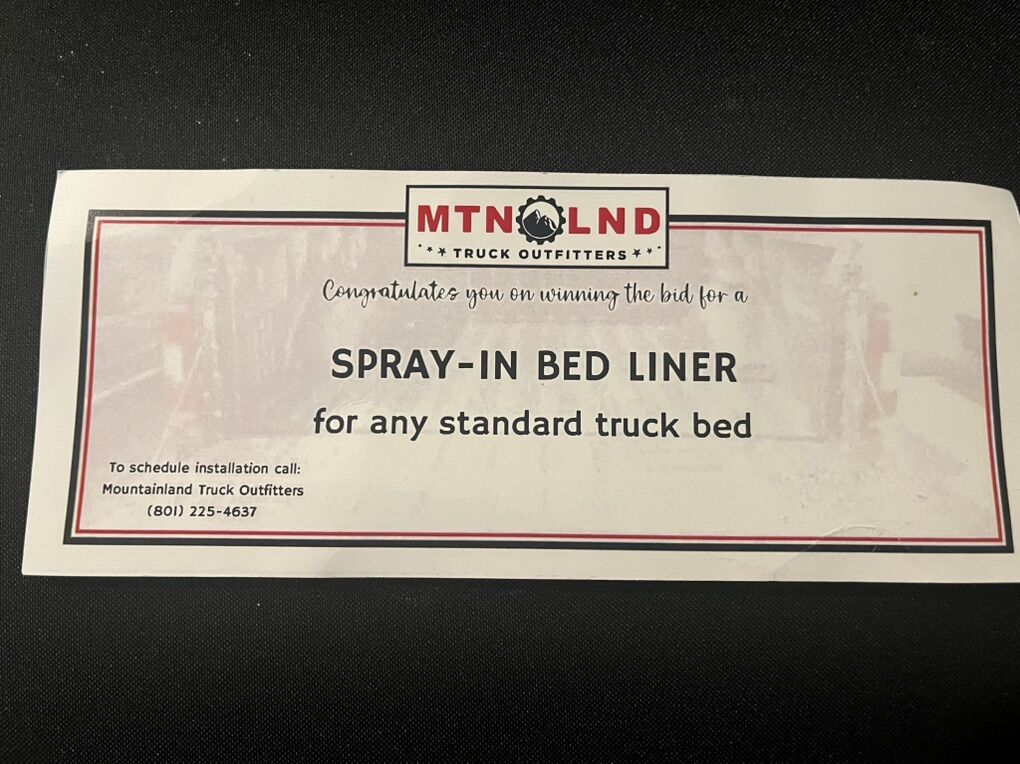 MTN LND
TRUCK OUTFITTERS
Congratulates you on winning the bid for a
SPRAY-IN BED LINER
for any standard truck bed
To schedule installation call:
Mountainland Truck Outfitters
(801) 225-4637